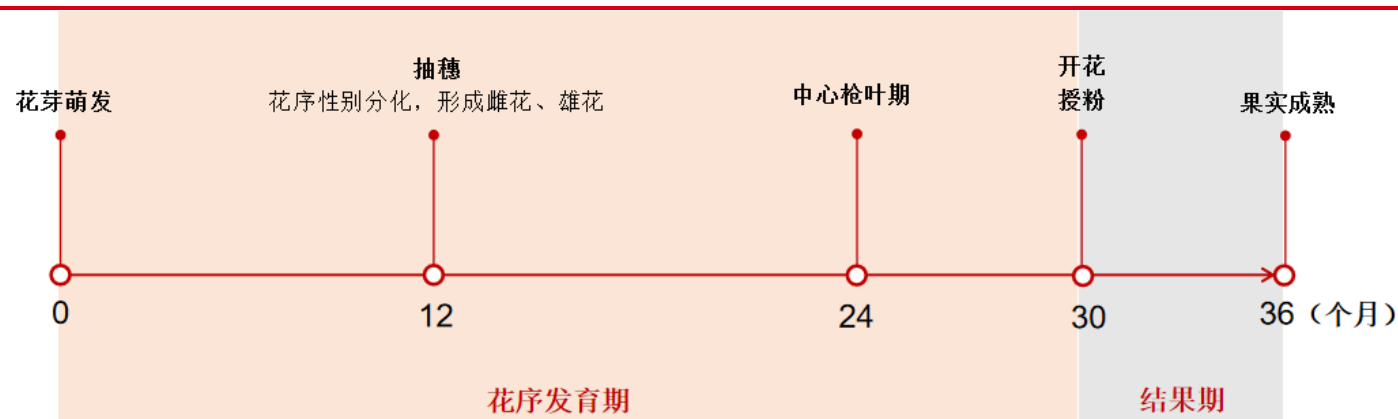 花芽萌发
抽穗
花序性别分化，形成雌花、雄花
中心枪叶期
开花
授粉
果实成熟
0
12
24
30
36（个月）
花序发育期
结果期